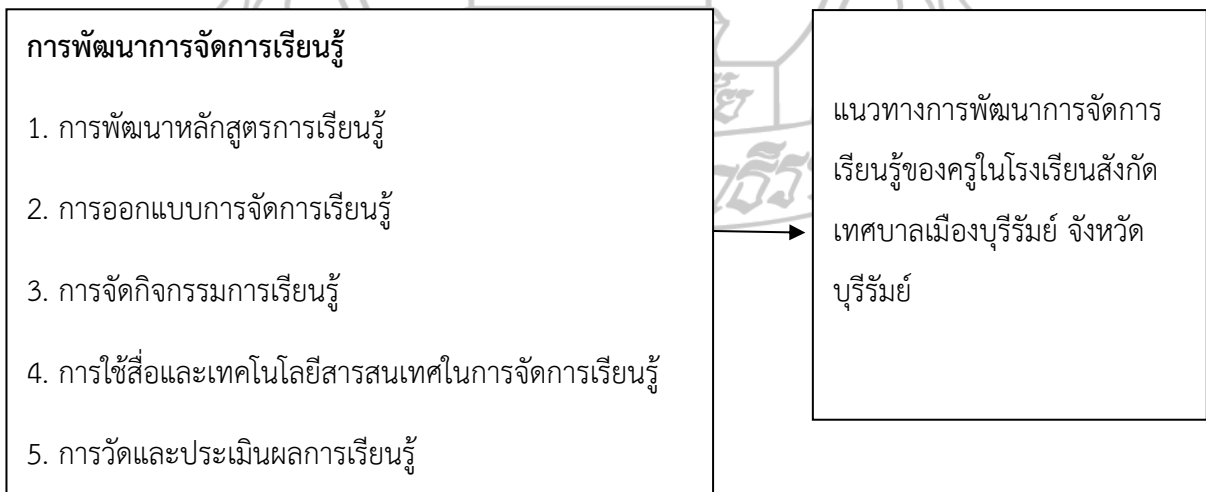 การพัฒนาการจัดการเรียนรู้
1. การพัฒนาหลักสูตรการเรียนรู้
2. การออกแบบการจัดการเรียนรู้
3. การจัดกิจกรรมการเรียนรู้
4. การใช้สื่อและเทคโนโลยีสารสนเทศในการจัดการเรียนรู้
5. การวัดและประเมินผลการเรียนรู้
แนวทางการพัฒนาการจัดการ
เรียนรู้ของครูในโรงเรียนสังกัด
เทศบาลเมืองบุรีรัมย์ จังหวัด
บุรีรัมย์